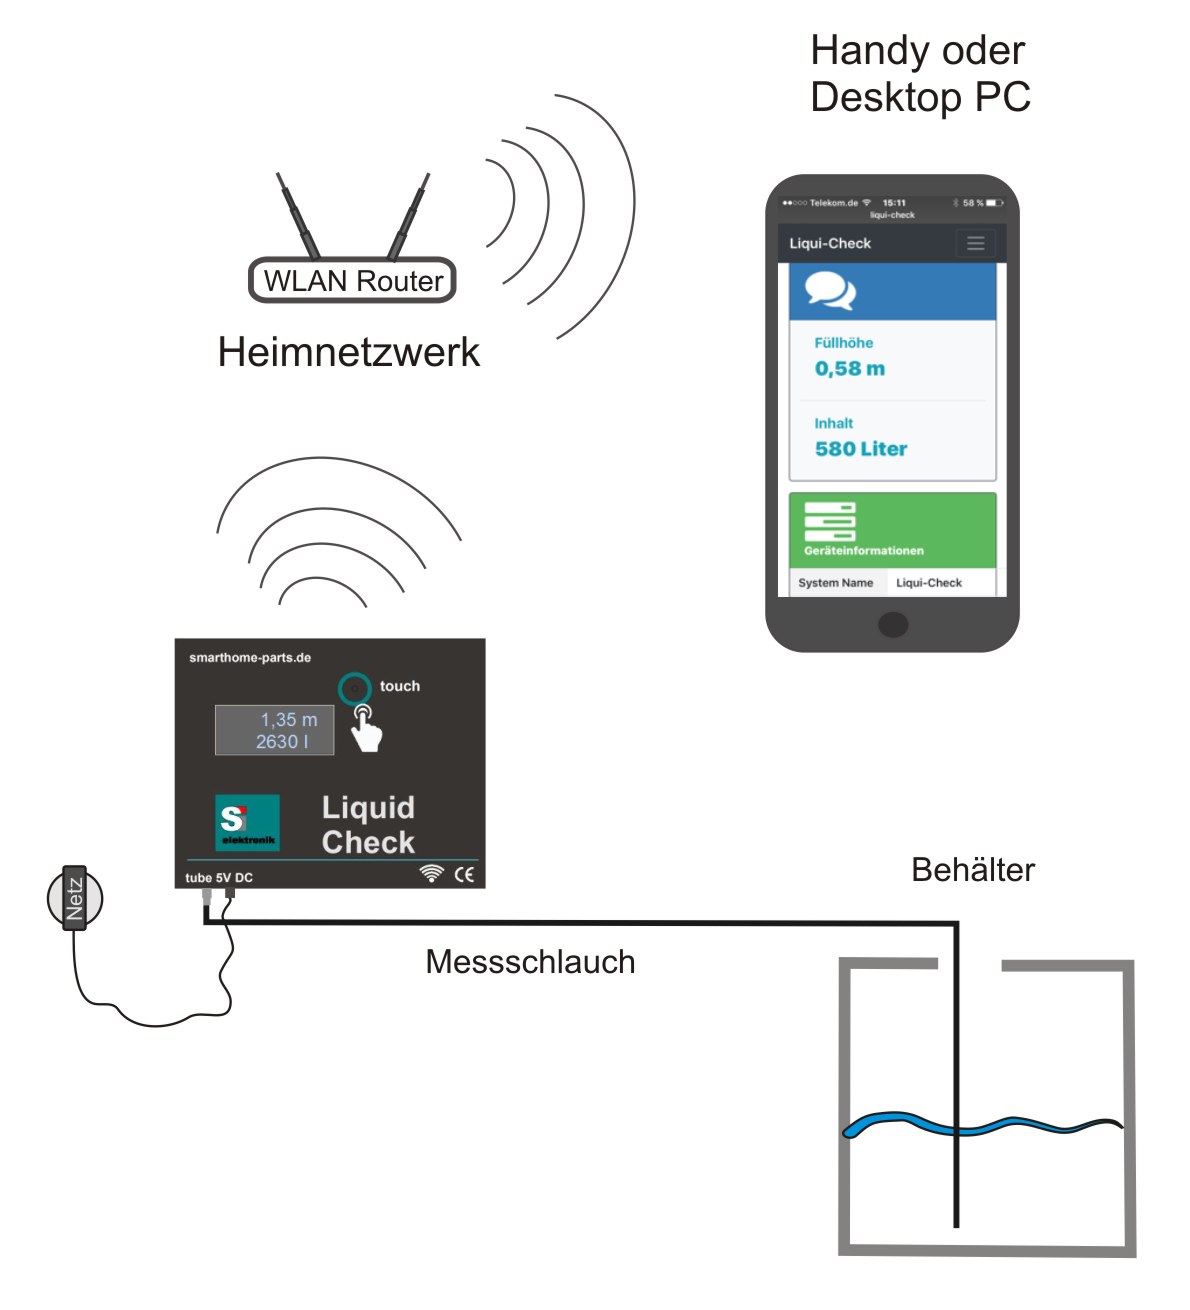 Handy oder
Desktop PC
Telekom.de 15:11 58 %
liqui-check
Liqui-Check
Füllhöhe
0,58 m
Inhalt
580 Liter
Geräteinformationen
System Name Liqui-Check
WLAN Router
Heimnetzwerk
smarthome-parts.de
touch
1,35 m
2630 l
Si
elektronik
Liquid
Check
tube 5V DC
CE
Netz
Messschlauch
Behälter